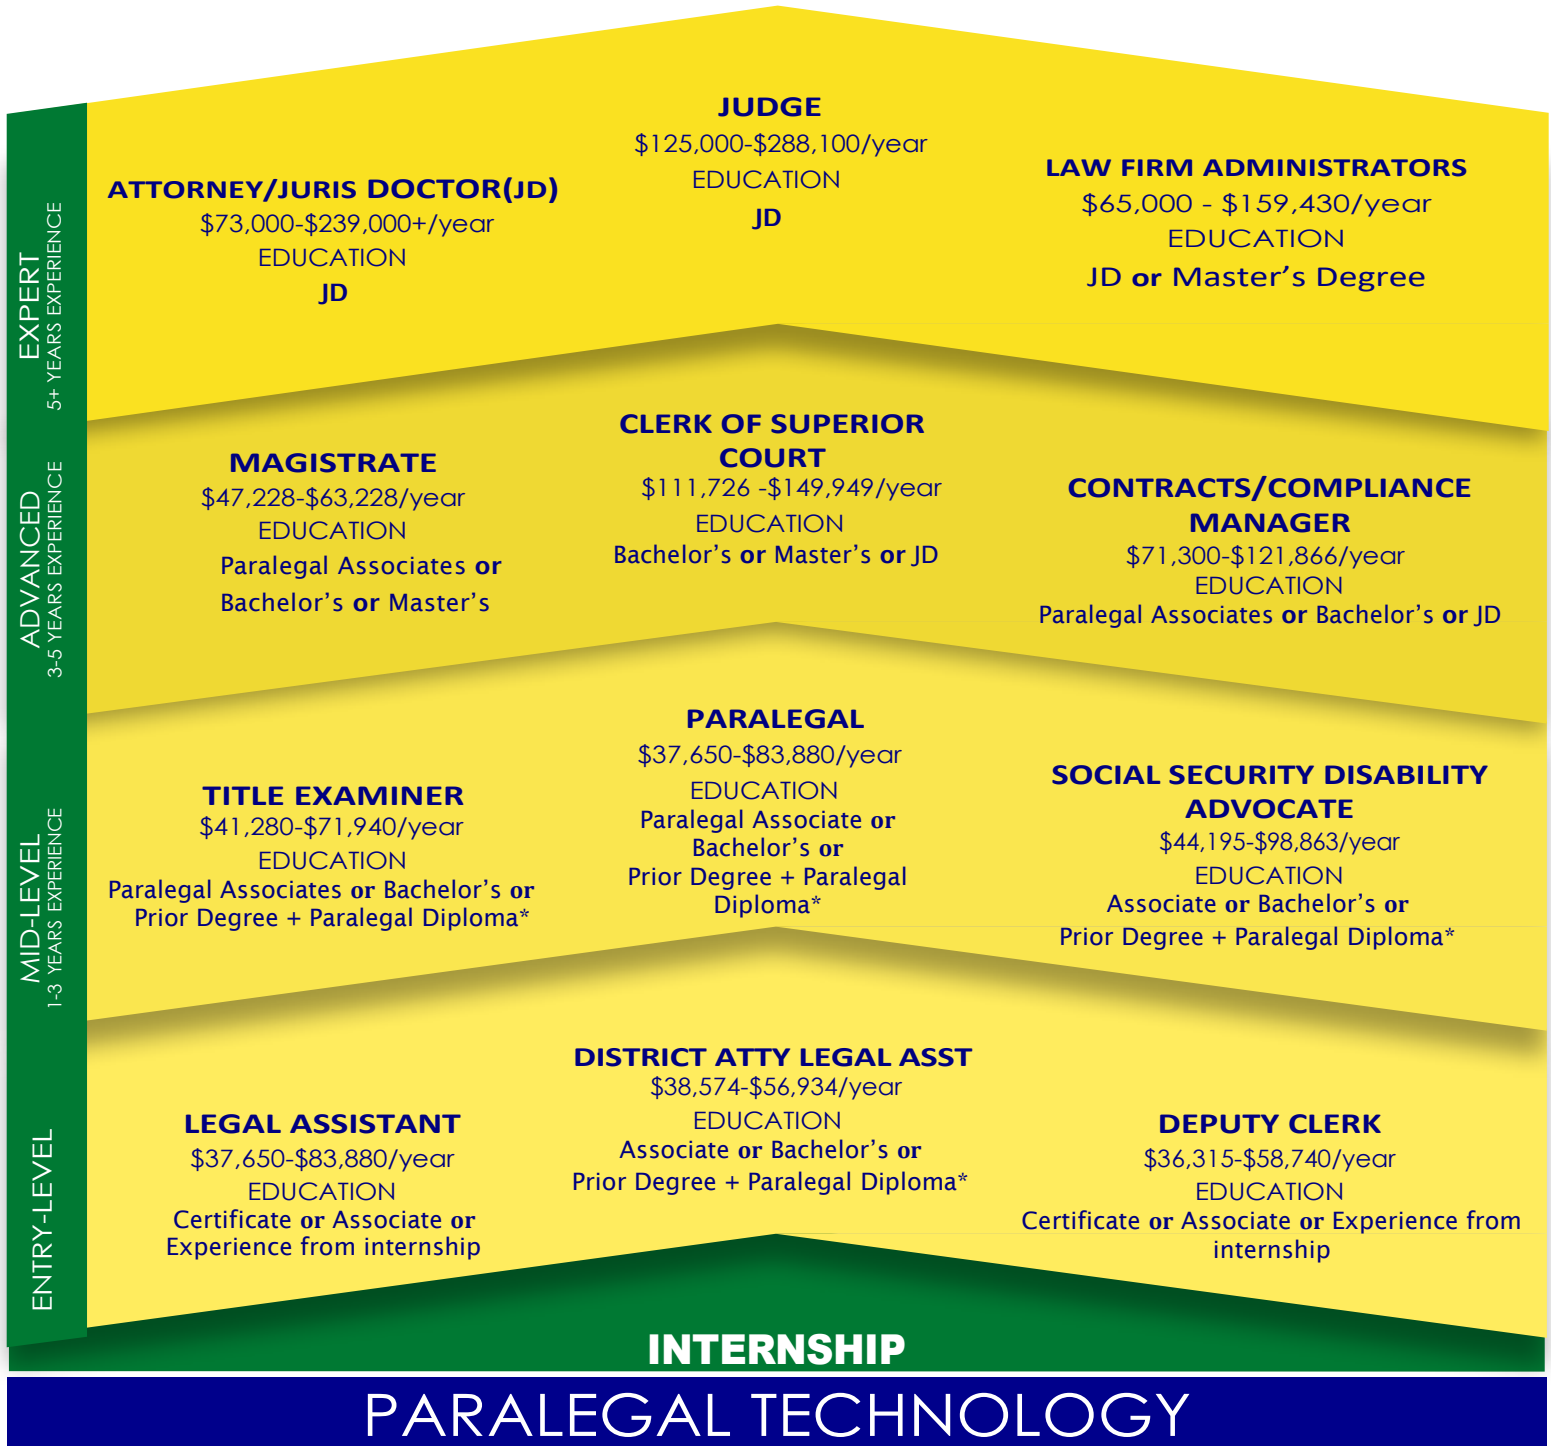 JUDGE
$125,000-$288,100/year
EDUCATION
JD
ATTORNEY/JURIS DOCTOR(JD)
$73,000-$239,000+/year
EDUCATION
JD
LAW FIRM ADMINISTRATORS
$65,000 - $159,430/year
EDUCATION
JD or Master’s Degree
EXPERT
5+ YEARS EXPERIENCE
MAGISTRATE
$47,228-$63,228/year
EDUCATION
Paralegal Associates or
Bachelor’s or Master’s
CLERK OF SUPERIOR
COURT
$111,726 -$149,949/year
EDUCATION
Bachelor’s or Master’s or JD
CONTRACTS/COMPLIANCE
MANAGER
$71,300-$121,866/year
EDUCATION
Paralegal Associates or Bachelor’s or JD
ADVANCED
3-5 YEARS EXPERIENCE
TITLE EXAMINER
$41,280-$71,940/year
EDUCATION
Paralegal Associates or Bachelor’s or
Prior Degree + Paralegal Diploma*
PARALEGAL
$37,650-$83,880/year
EDUCATION
Paralegal Associate or
Bachelor’s or
Prior Degree + Paralegal
Diploma*
SOCIAL SECURITY DISABILITY
ADVOCATE
$44,195-$98,863/year
EDUCATION
Associate or Bachelor’s or
Prior Degree + Paralegal Diploma*
MID-LEVEL
1-3 YEARS EXPERIENCE
LEGAL ASSISTANT
$37,650-$83,880/year
EDUCATION
Certificate or Associate or
Experience from internship
DISTRICT ATTY LEGAL ASST
$38,574-$56,934/year
EDUCATION
Associate or Bachelor’s or
Prior Degree + Paralegal Diploma*
DEPUTY CLERK
$36,315-$58,740/year
EDUCATION
Certificate or Associate or Experience from
internship
ENTRY-LEVEL
INTERNSHIP
PARALEGAL TECHNOLOGY